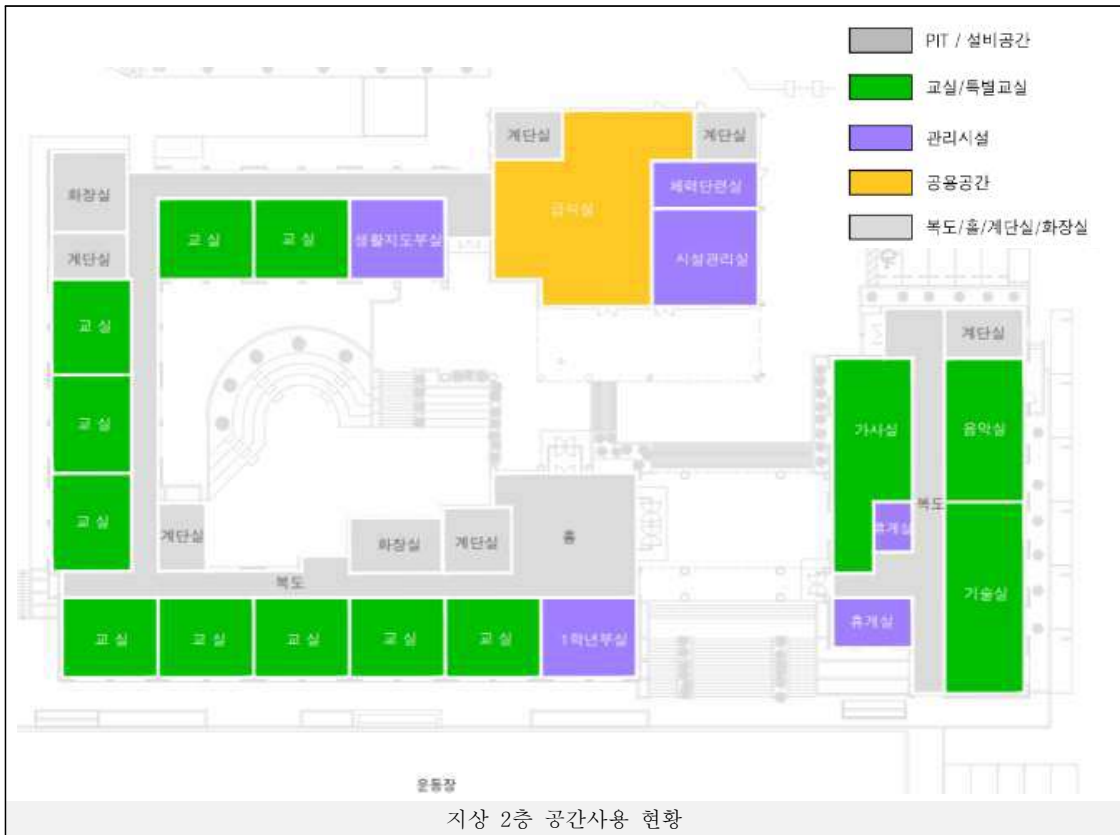 PIT / 설비공간
교실/특별교실
관리시설
공용공간
복도/홀/계단실/화장실
계단실
계단실
화장실
체력단련실
급식실
교 실
교 실
생활지도부실
계단실
시설관리실
교 실
계단실
교 실
가사실
음악실
복도
교 실
계단실
화장실
계단실
홀
휴게실
복도
기술실
교 실
교 실
교 실
교 실
교 실
1학년부실
휴게실
운동장
지상 2층 공간사용 현황